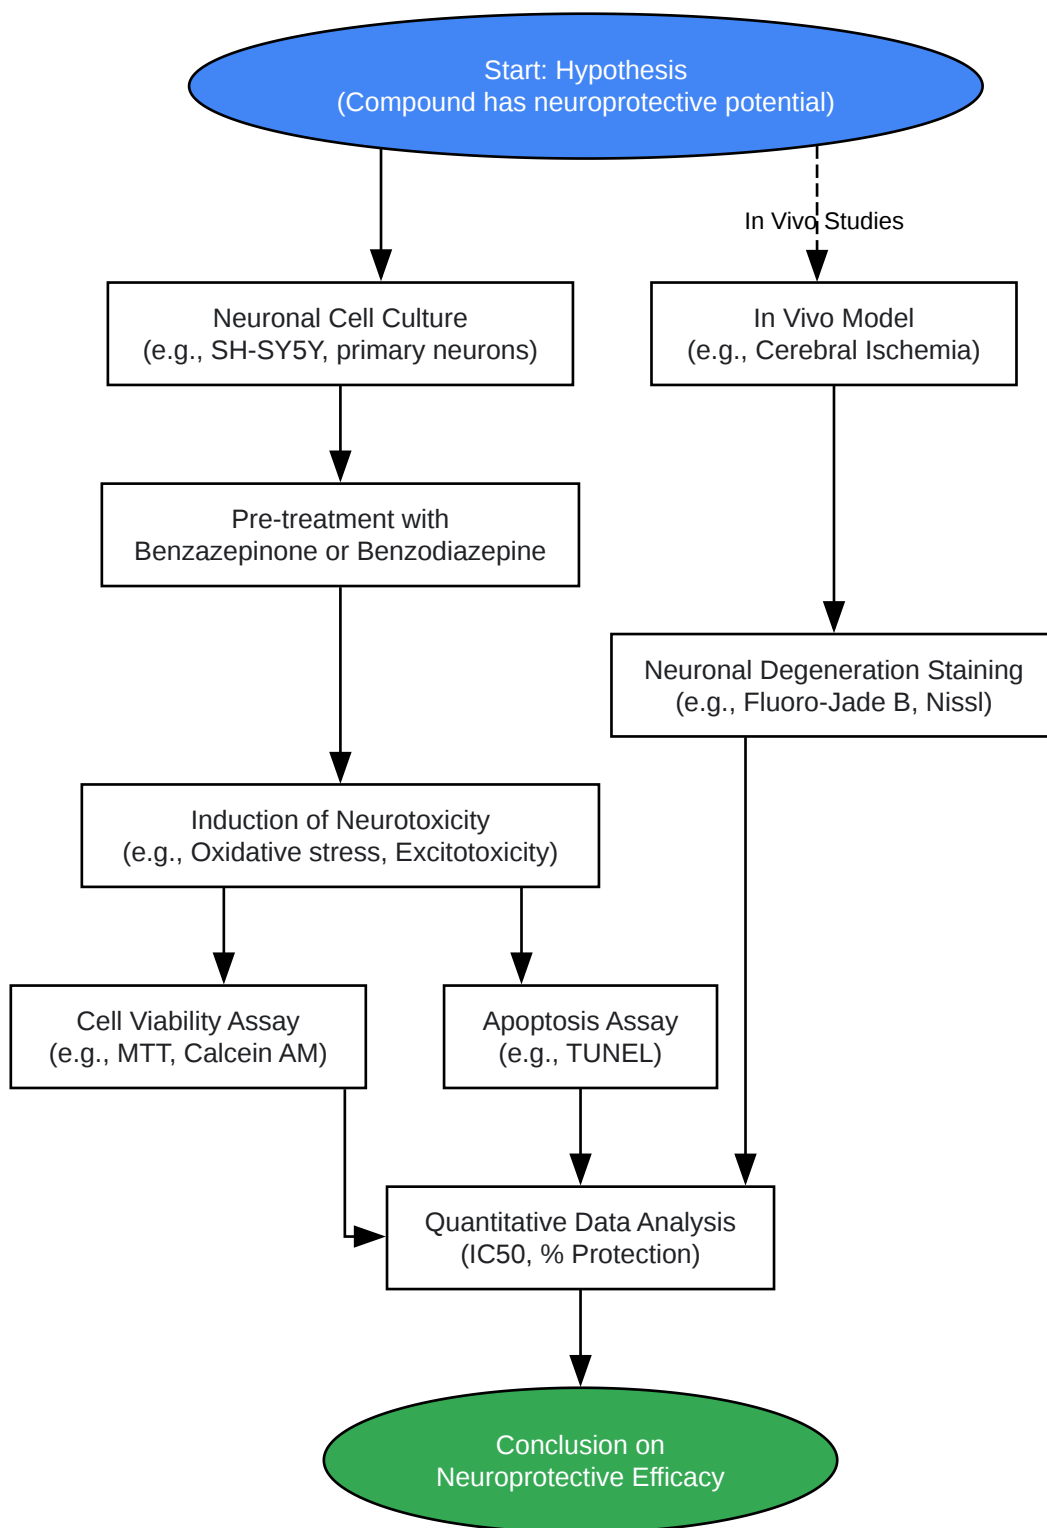 Start: Hypothesis
(Compound has neuroprotective potential)
In Vivo Studies
Neuronal Cell Culture
(e.g., SH-SY5Y, primary neurons)
In Vivo Model
(e.g., Cerebral Ischemia)
Pre-treatment with
Benzazepinone or Benzodiazepine
Neuronal Degeneration Staining
(e.g., Fluoro-Jade B, Nissl)
Induction of Neurotoxicity
(e.g., Oxidative stress, Excitotoxicity)
Cell Viability Assay
(e.g., MTT, Calcein AM)
Apoptosis Assay
(e.g., TUNEL)
Quantitative Data Analysis
(IC50, % Protection)
Conclusion on
Neuroprotective Efficacy